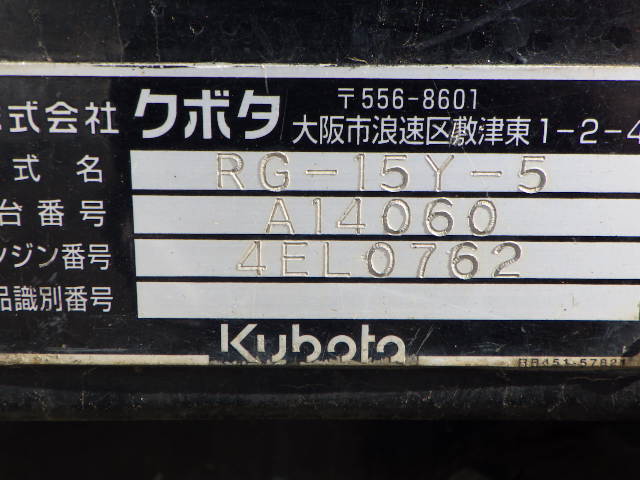 〒556-8601
式会社 クボタ 大阪市浪速区敷津東1-2-4
式 名 RG-15Y-5
台番号 A14060
ンジン番号 4EL0762
品識別番号
Kubota